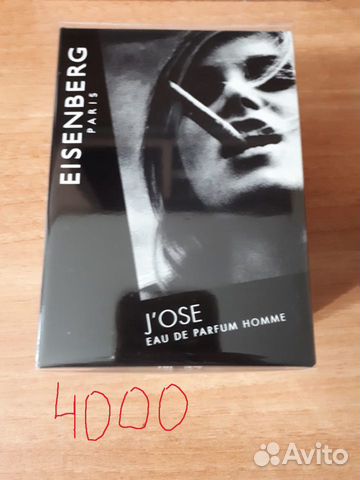 EISENBERG
PARIS
J'OSE
EAU DE PARFUM HOMME
4000
Avito